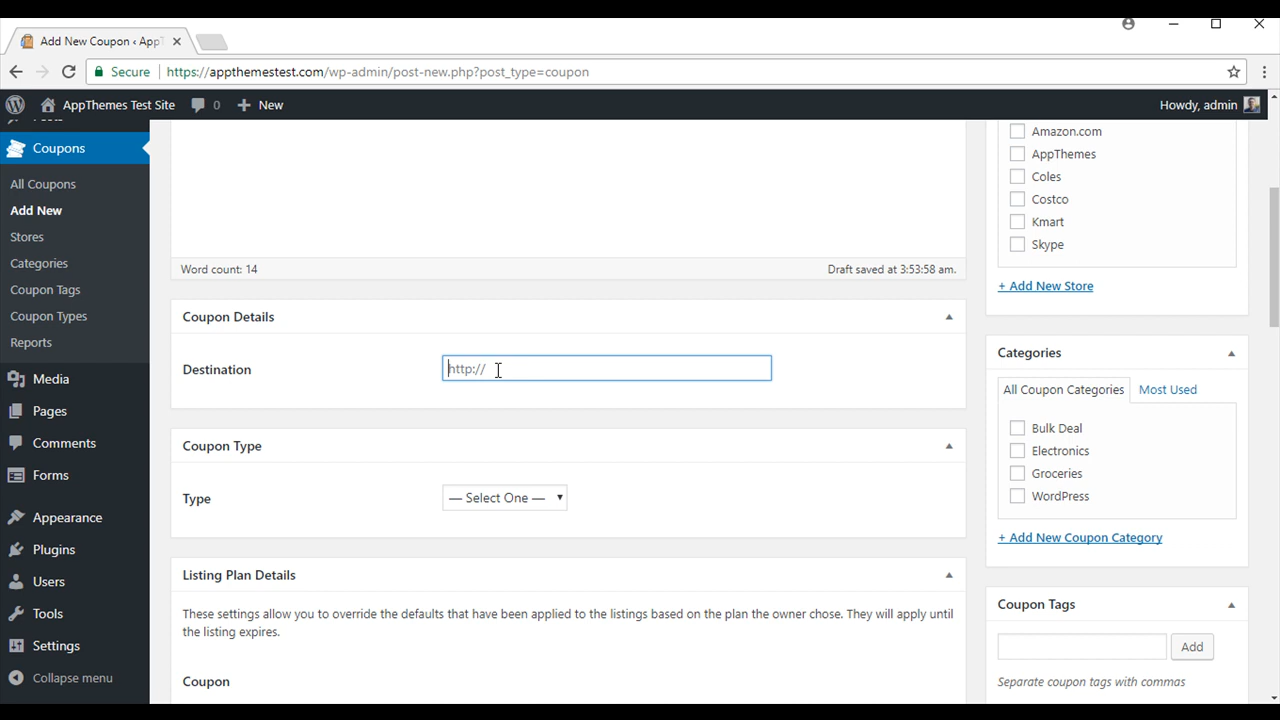 Add New Coupon ‹ AppT
Secure
https://appthemestest.com/wp-admin/post-new.php?post_type=coupon
AppThemes Test Site
0
New
Howdy, admin
Coupons
All Coupons
Add New
Stores
Categories
Coupon Tags
Coupon Types
Reports
Media
Pages
Comments
Forms
Appearance
Plugins
Users
Tools
Settings
Collapse menu
Word count: 14
Draft saved at 3:53:58 am.
Coupon Details
Destination
http://
Coupon Type
Type
— Select One —
Listing Plan Details
These settings allow you to override the defaults that have been applied to the listings based on the plan the owner chose. They will apply until
the listing expires.
Coupon
Amazon.com
AppThemes
Coles
Costco
Kmart
Skype
+ Add New Store
Categories
All Coupon Categories
Most Used
Bulk Deal
Electronics
Groceries
WordPress
+ Add New Coupon Category
Coupon Tags
Add
Separate coupon tags with commas